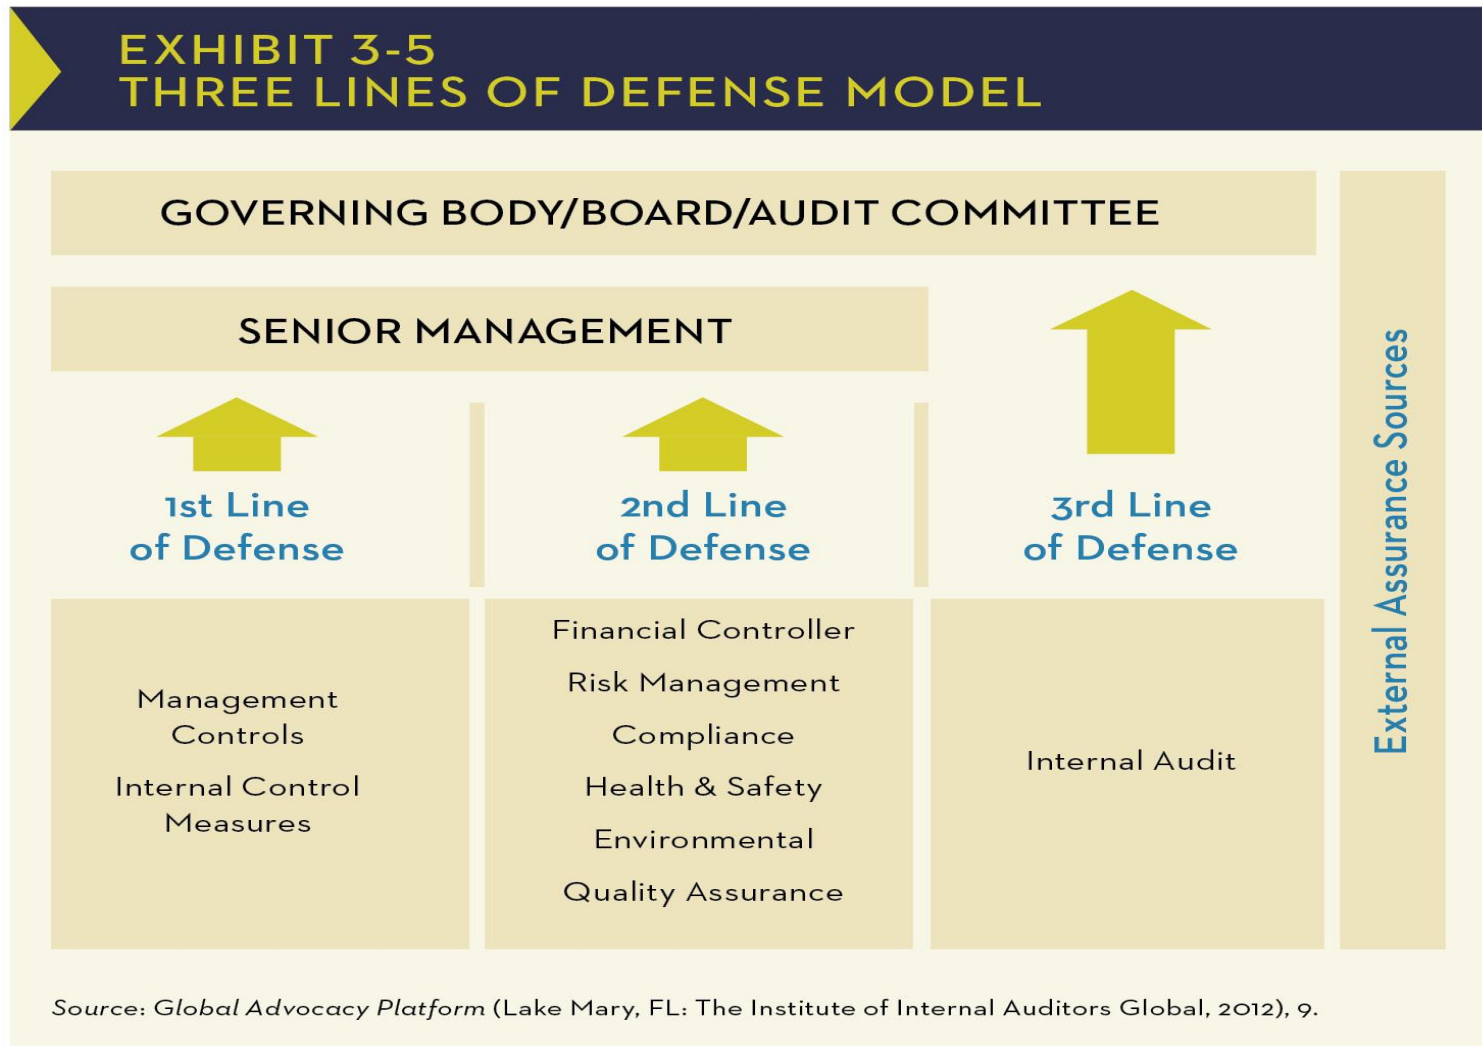 EXHIBIT 3-5
THREE LINES OF DEFENSE MODEL
GOVERNING BODY/BOARD/AUDIT COMMITTEE
SENIOR MANAGEMENT
1st Line
of Defense
Management
Controls
Internal Control
Measures
2nd Line
of Defense
Financial Controller
Risk Management
Compliance
Health & Safety
Environmental
Quality Assurance
3rd Line
of Defense
Internal Audit
External Assurance Sources
Source: Global Advocacy Platform (Lake Mary, FL: The Institute of Internal Auditors Global, 2012), 9.